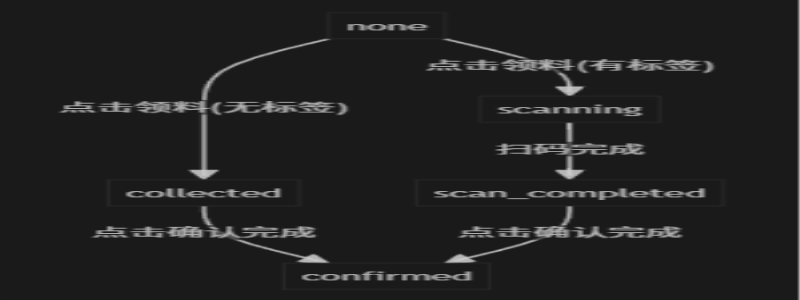 none
点击领料(有标签)
点击领料(无标签)
scanning
扫码完成
collected
scan_completed
点击确认完成
点击确认完成
confirmed